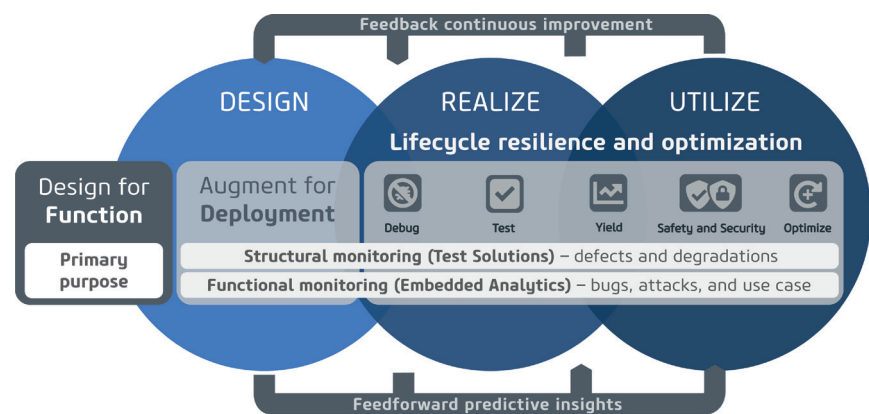 Feedback continuous improvement
DESIGN
REALIZE
UTILIZE
Lifecycle resilience and optimization
Design for
Function
Augment for
Deployment
Debug
Test
Yield
Safety and Security
Optimize
Primary
purpose
Structural monitoring (Test Solutions) – defects and degradations
Functional monitoring (Embedded Analytics) – bugs, attacks, and use case
Feedforward predictive insights